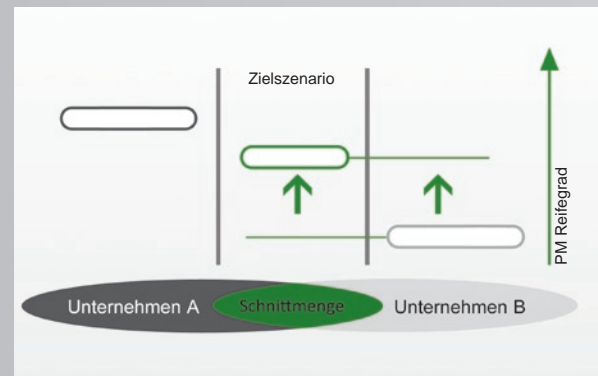 Zielszenario
PM Reifegrad
Unternehmen A
Schnittmenge
Unternehmen B